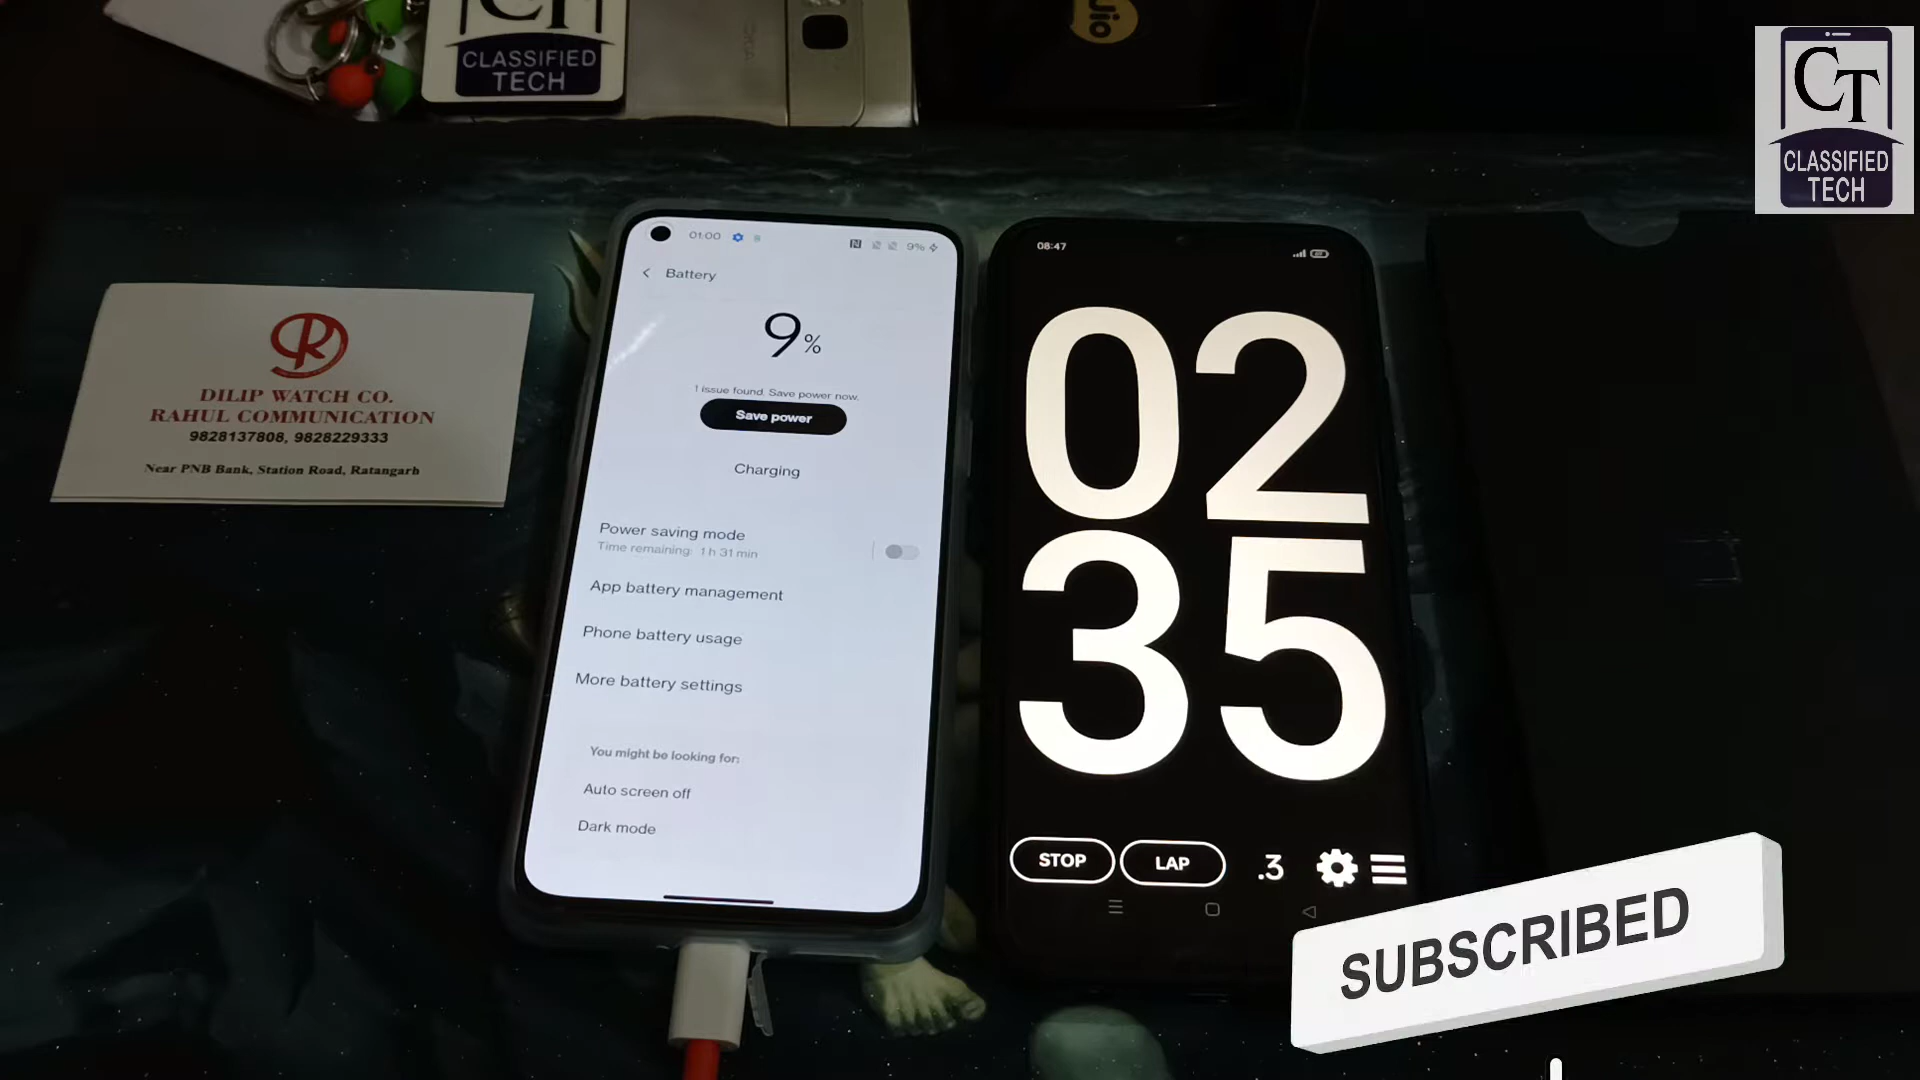 CT
CLASSIFIED
TECH
Jio
CT
CLASSIFIED
TECH
DILIP WATCH CO.
RAHUL COMMUNICATION
9828137808, 9828229333
Near PNB Bank, Station Road, Ratangarh
01:00
9%
Battery
9%
1 issue found. Save power now.
Save power
Charging
Power saving mode
Time remaining: 1 h 31 min
App battery management
Phone battery usage
More battery settings
You might be looking for:
Auto screen off
Dark mode
08:47
02
35
STOP
LAP
.3
SUBSCRIBED